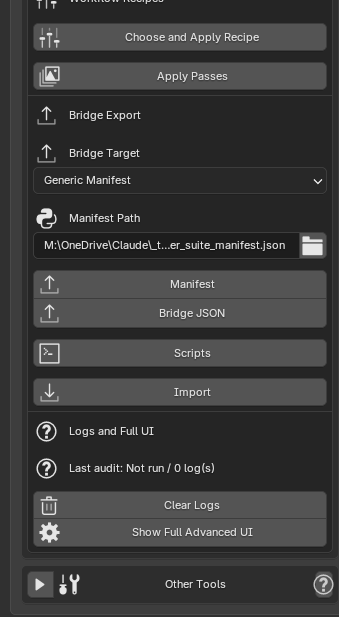 Workflow Recipes
Choose and Apply Recipe
Apply Passes
Bridge Export
Bridge Target
Generic Manifest
Manifest Path
M:\OneDrive\Claude\_t...er_suite_manifest.json
Manifest
Bridge JSON
Scripts
Import
Logs and Full UI
Last audit: Not run / 0 log(s)
Clear Logs
Show Full Advanced UI
Other Tools